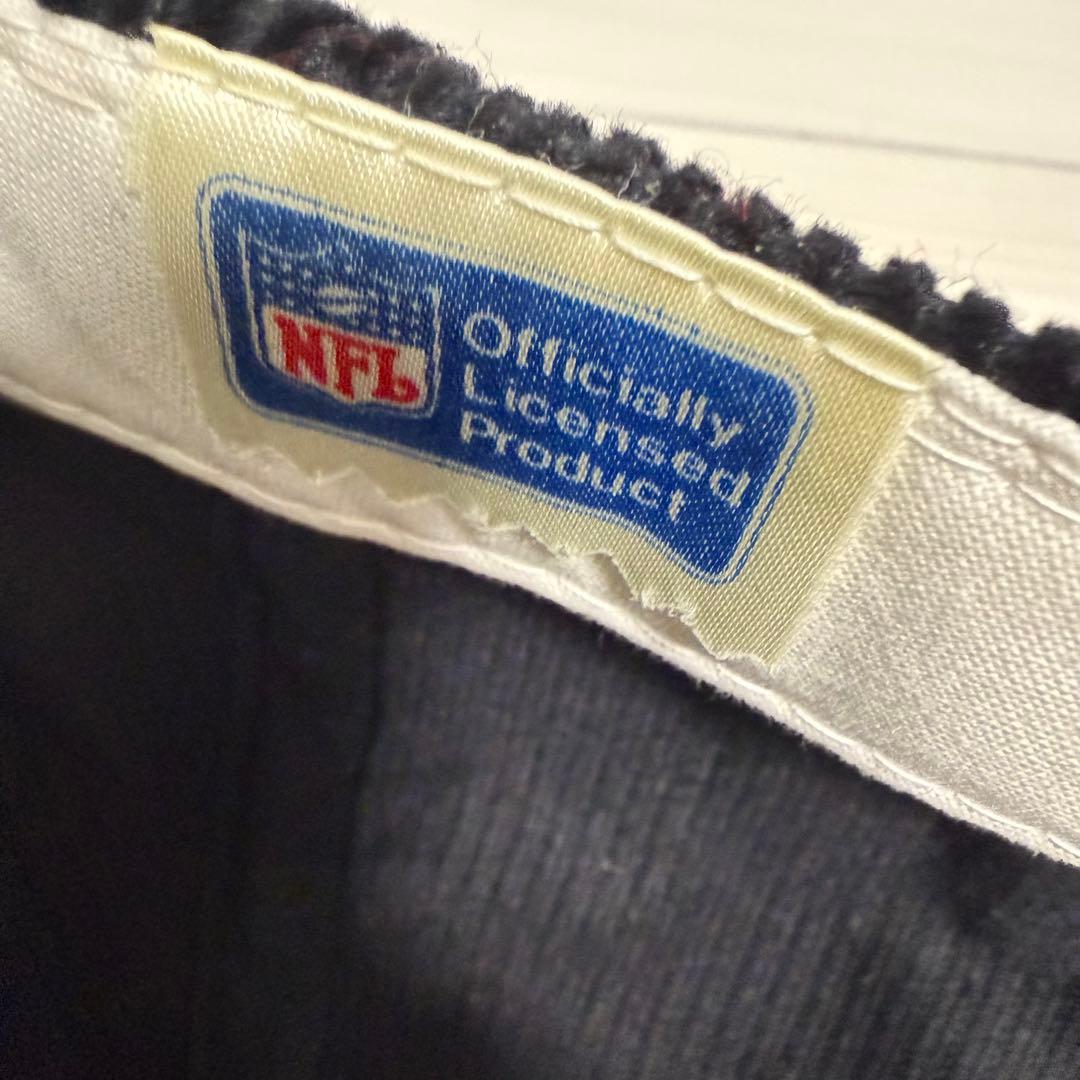 NFL
Officially
Licensed
Product